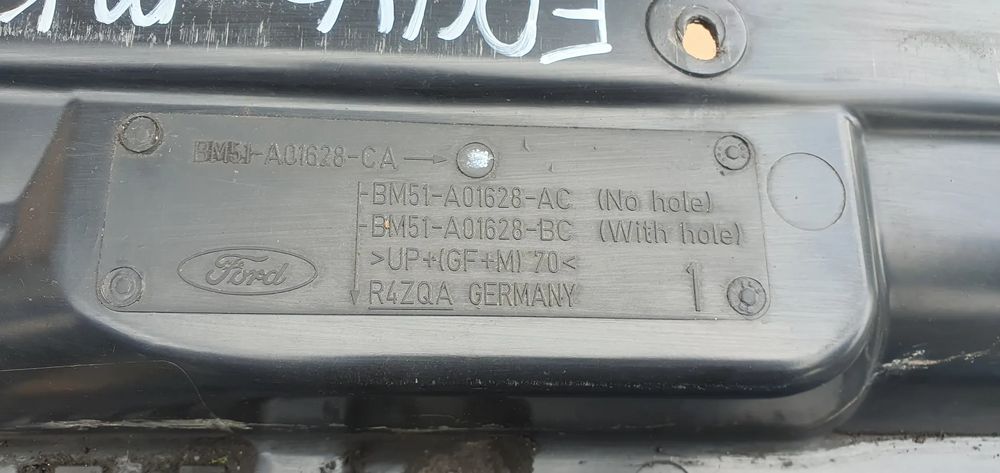 BM51-A01628-CA
BM51-A01628-AC (No hole)
BM51-A01628-BC (With hole)
>UP+(GF+M) 70<
Ford
R4ZQA GERMANY
1